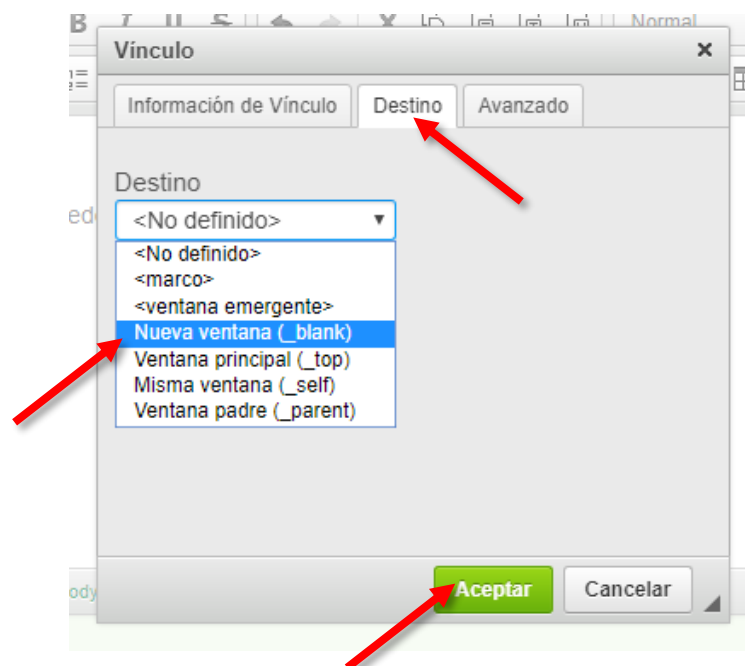 B I U S Normal
Vínculo ×
Información de Vínculo Destino Avanzado
Destino
<No definido>
<No definido>
<marco>
<ventana emergente>
Nueva ventana (_blank)
Ventana principal (_top)
Misma ventana (_self)
Ventana padre (_parent)
Aceptar Cancelar